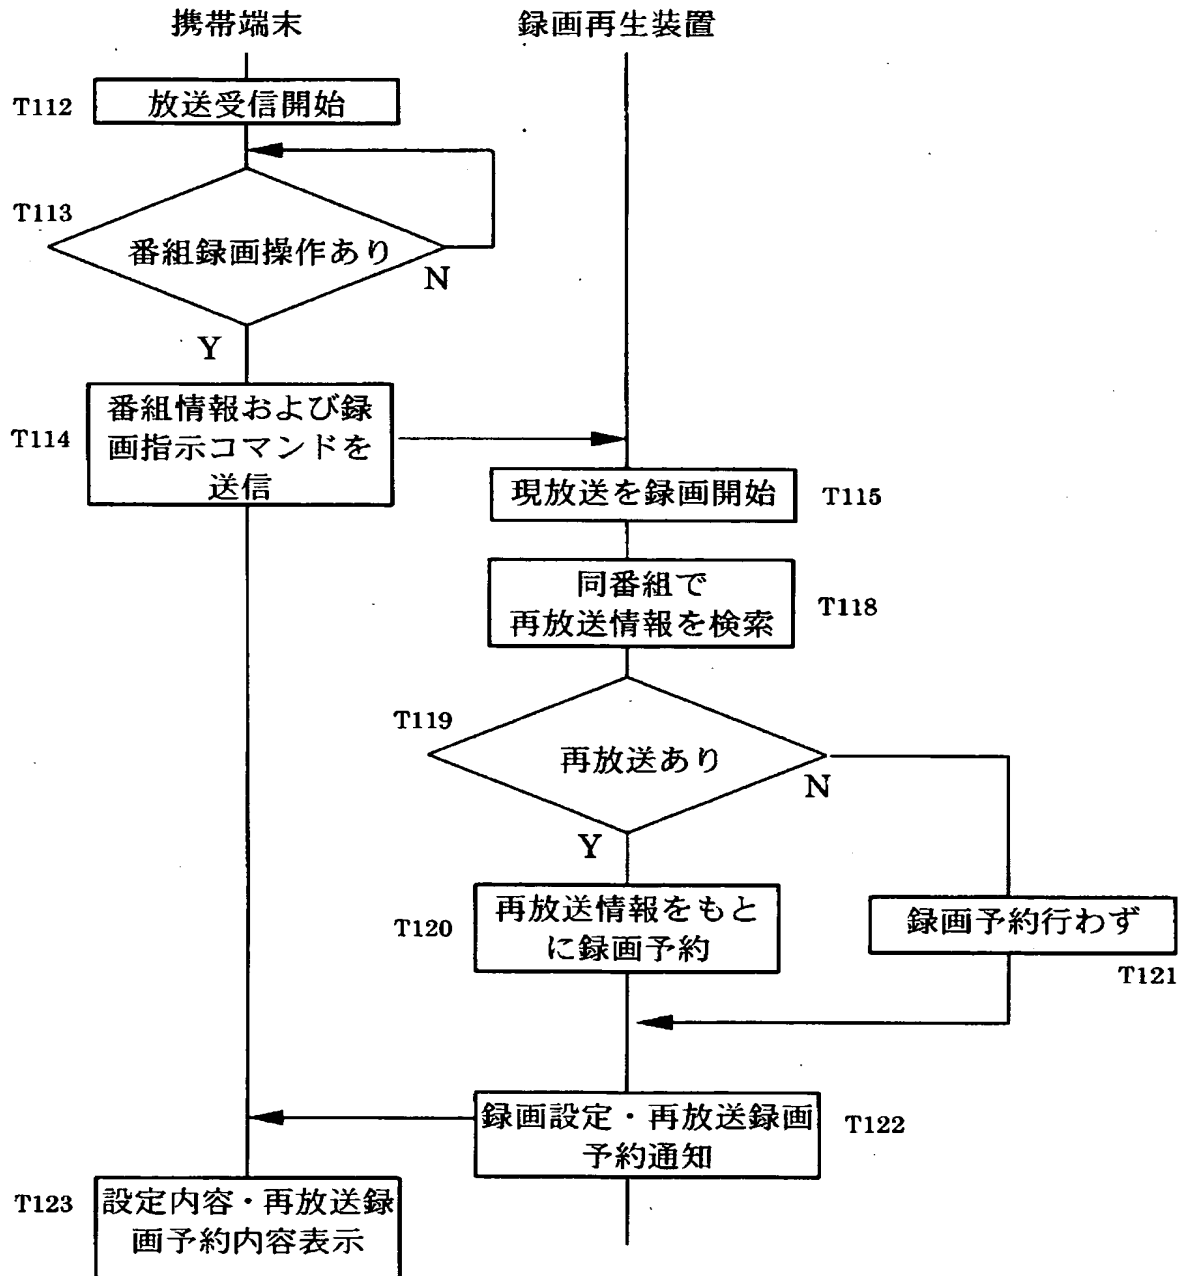 携帯端末
録画再生装置
T112
放送受信開始
T113
番組録画操作あり
N
Y
T114
番組情報および録
画指示コマンドを
送信
現放送を録画開始
T115
同番組で
再放送情報を検索
T118
T119
再放送あり
N
Y
T120
再放送情報をもと
に録画予約
録画予約行わず
T121
録画設定・再放送録画
予約通知
T122
T123
設定内容・再放送録
画予約内容表示